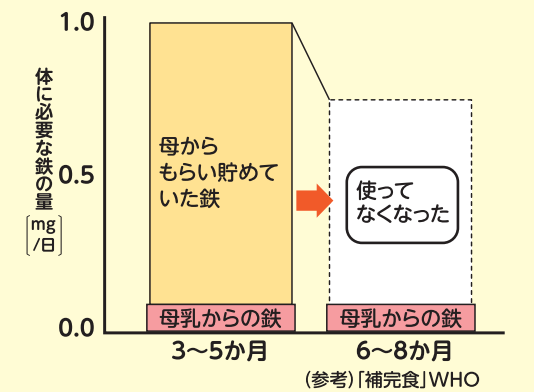 1.0
0.5
0.0
体に必要な鉄の量
[mg
/日]
母から
もらい貯めて
いた鉄
使って
なくなった
母乳からの鉄
母乳からの鉄
3〜5か月
6〜8か月
(参考)「補完食」WHO